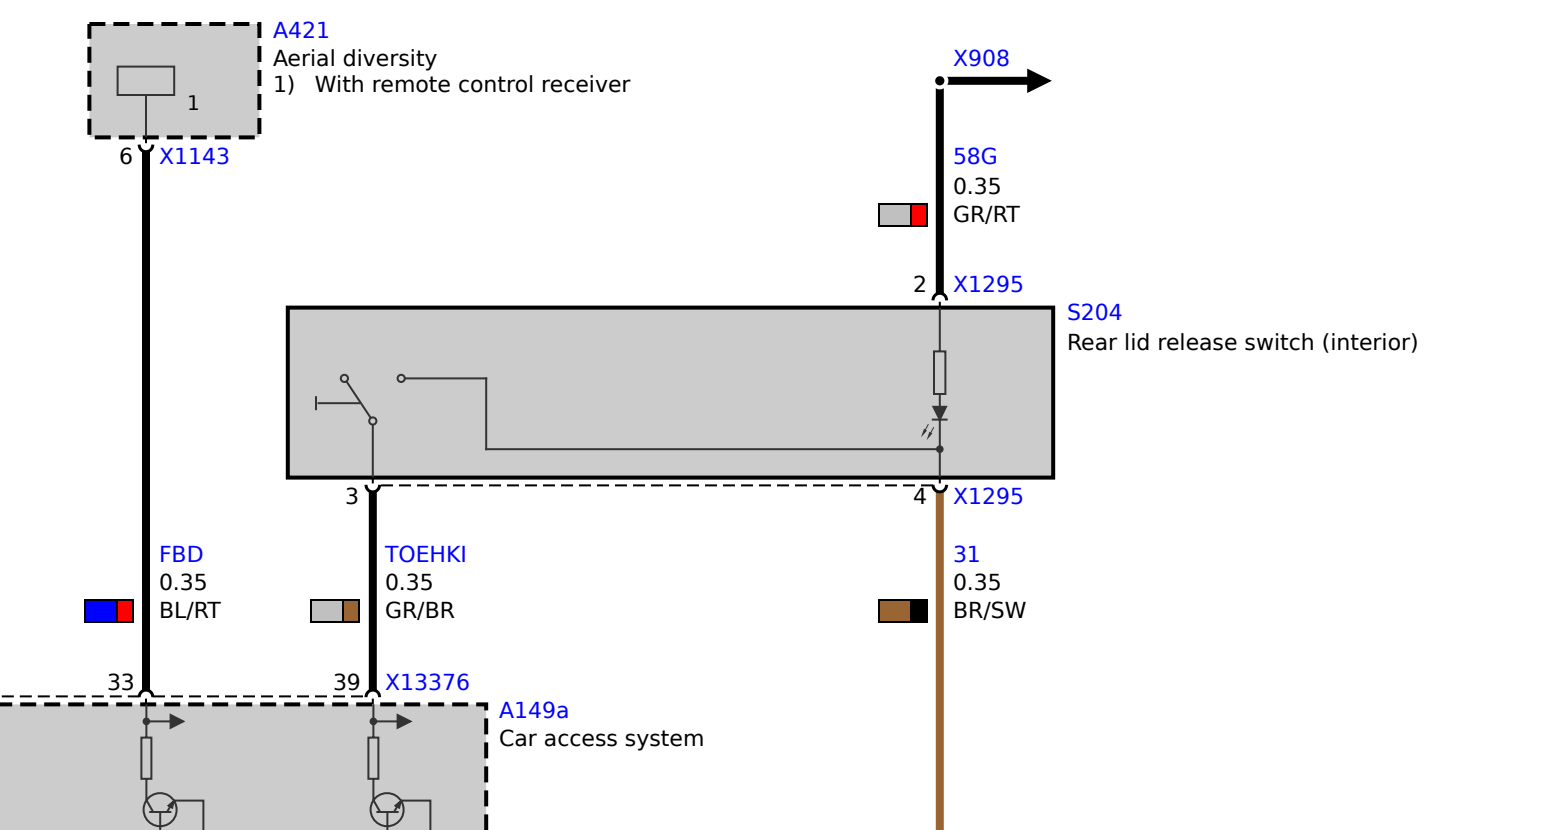 A421
Aerial diversity
1) With remote control receiver
1
6 X1143
X908
58G
0.35
GR/RT
2 X1295
S204
Rear lid release switch (interior)
3
4 X1295
FBD
0.35
BL/RT
TOEHKI
0.35
GR/BR
31
0.35
BR/SW
33
39 X13376
A149a
Car access system